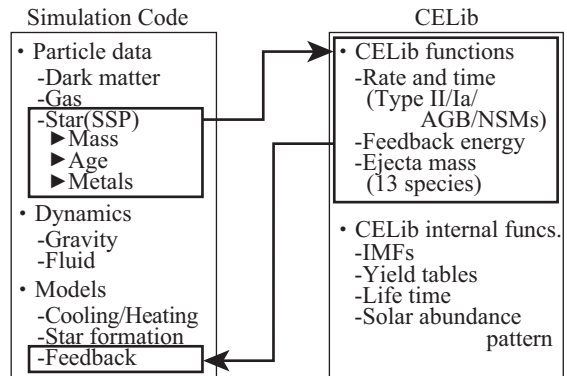 Simulation Code
・Particle data
-Dark matter
-Gas
-Star(SSP)
►Mass
►Age
►Metals
・Dynamics
-Gravity
-Fluid
・Models
-Cooling/Heating
-Star formation
-Feedback
CELib
・CELib functions
-Rate and time
(Type II/Ia/
AGB/NSMs)
-Feedback energy
-Ejecta mass
(13 species)
・CELib internal funcs.
-IMFs
-Yield tables
-Life time
-Solar abundance
pattern